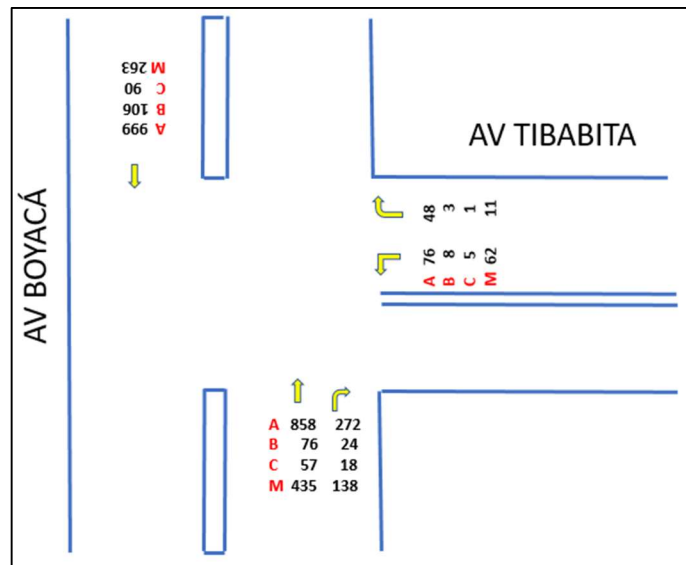 A 999
B 106
C 90
M 263
AV TIBABITA
AV BOYACÁ
A 76 48
B 8 3
C 5 1
M 62 11
A 858 272
B 76 24
C 57 18
M 435 138